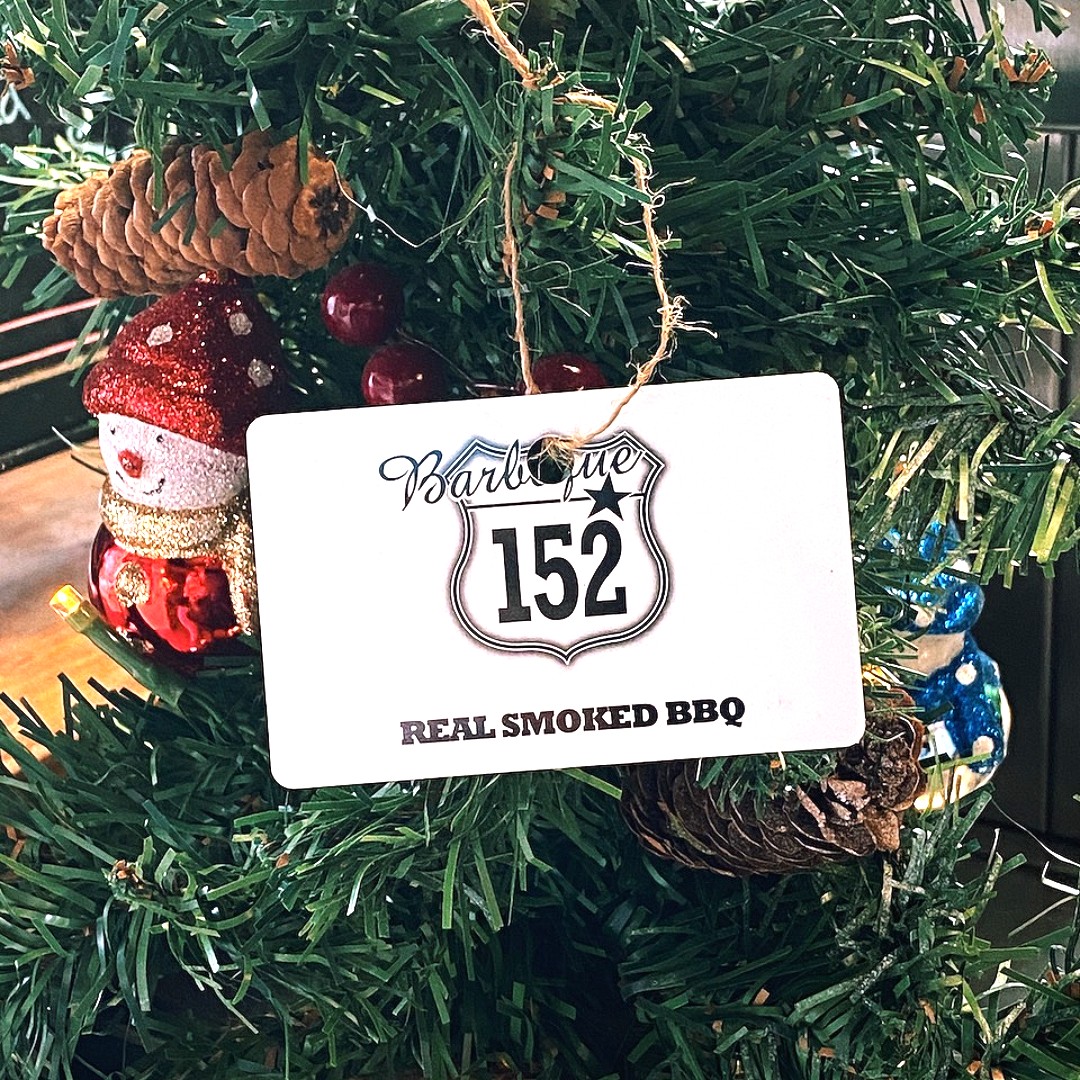 Barbeque
152
REAL SMOKED BBQ